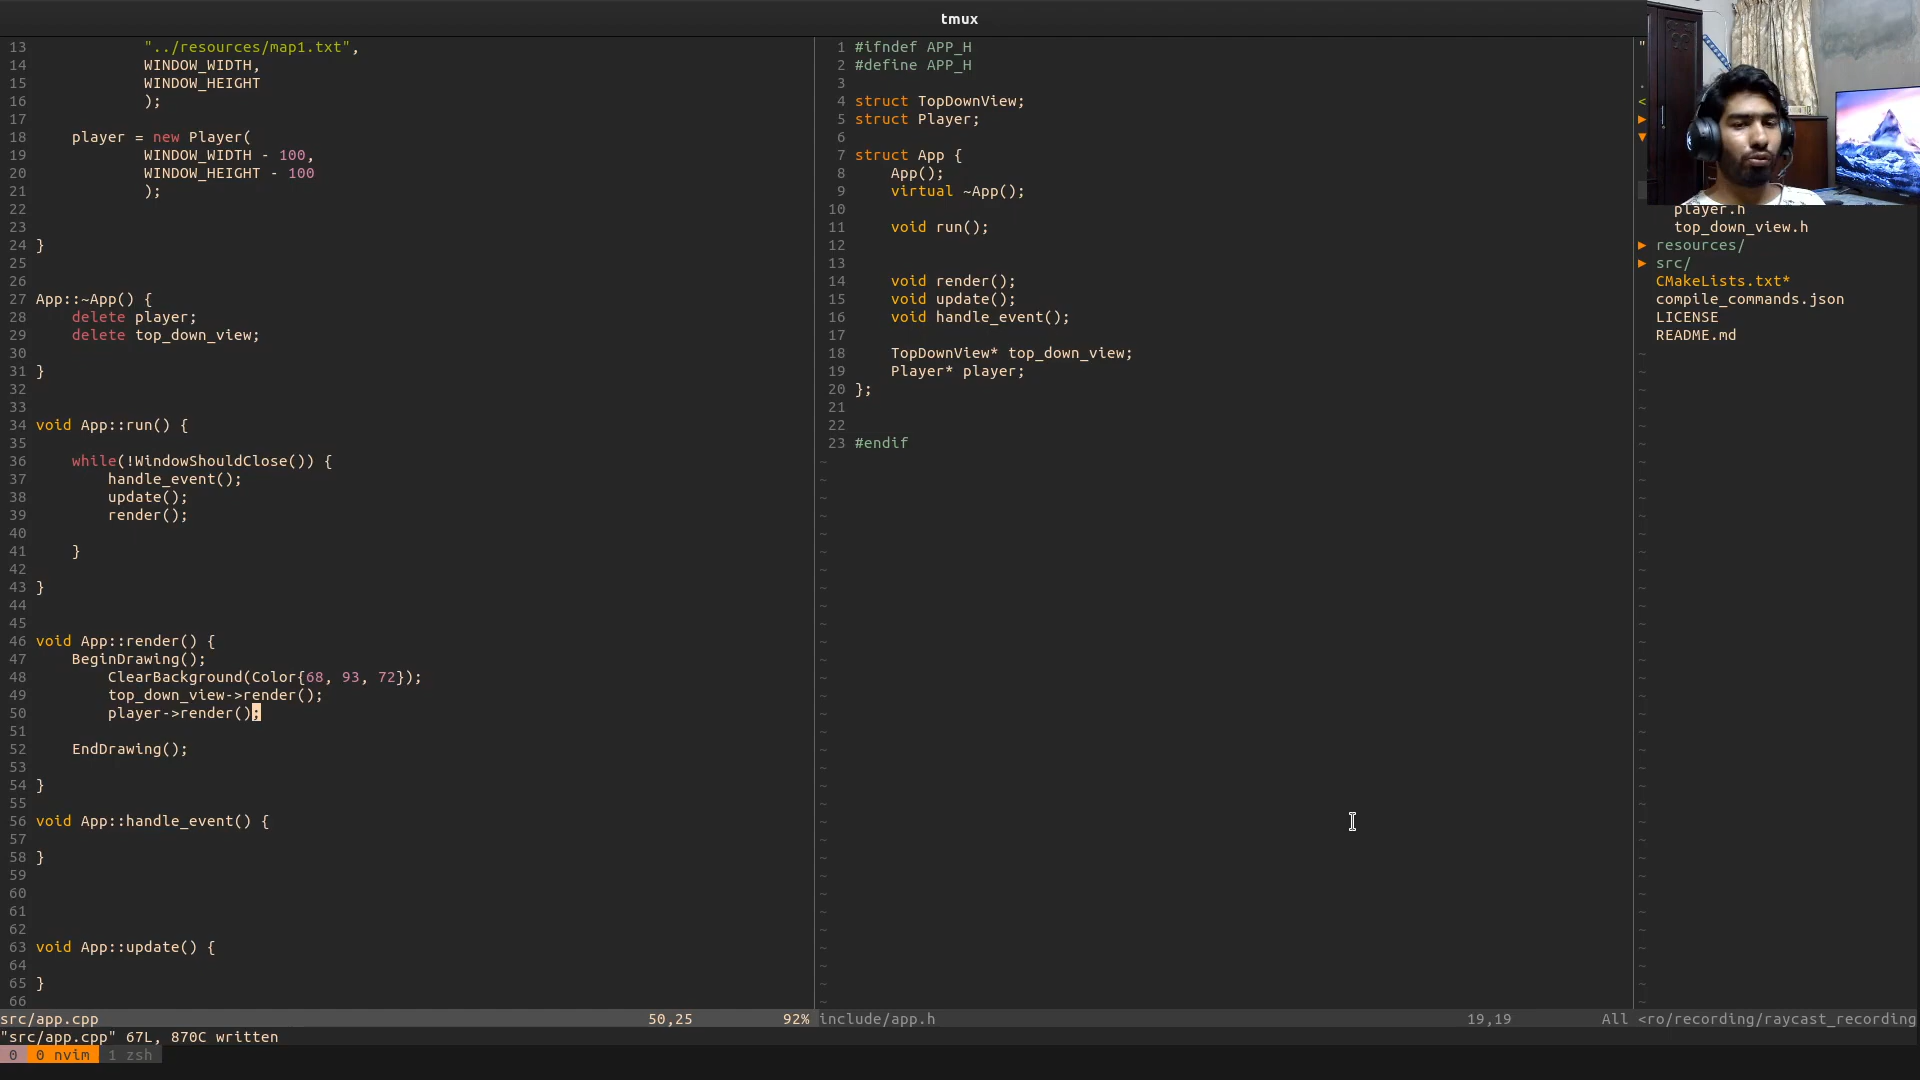 tmux
13 "../resources/map1.txt",
14 WINDOW_WIDTH,
15 WINDOW_HEIGHT
16 );
17
18 player = new Player(
19 WINDOW_WIDTH - 100,
20 WINDOW_HEIGHT - 100
21 );
22
23
24 }
25
26
27 App::~App() {
28 delete player;
29 delete top_down_view;
30
31 }
32
33
34 void App::run() {
35
36 while(!WindowShouldClose()) {
37 handle_event();
38 update();
39 render();
40
41 }
42
43 }
44
45
46 void App::render() {
47 BeginDrawing();
48 ClearBackground(Color{68, 93, 72});
49 top_down_view->render();
50 player->render();
51
52 EndDrawing();
53
54 }
55
56 void App::handle_event() {
57
58 }
59
60
61
62
63 void App::update() {
64
65 }
66
src/app.cpp 50,25 92%
1 #ifndef APP_H
2 #define APP_H
3
4 struct TopDownView;
5 struct Player;
6
7 struct App {
8 App();
9 virtual ~App();
10
11 void run();
12
13
14 void render();
15 void update();
16 void handle_event();
17
18 TopDownView* top_down_view;
19 Player* player;
20 };
21
22
23 #endif
include/app.h 19,19 All
"
.
<
▶
▼
player.h
top_down_view.h
▶ resources/
▶ src/
CMakeLists.txt*
compile_commands.json
LICENSE
README.md
<ro/recording/raycast_recording
"src/app.cpp" 67L, 870C written
0 0 nvim 1 zsh